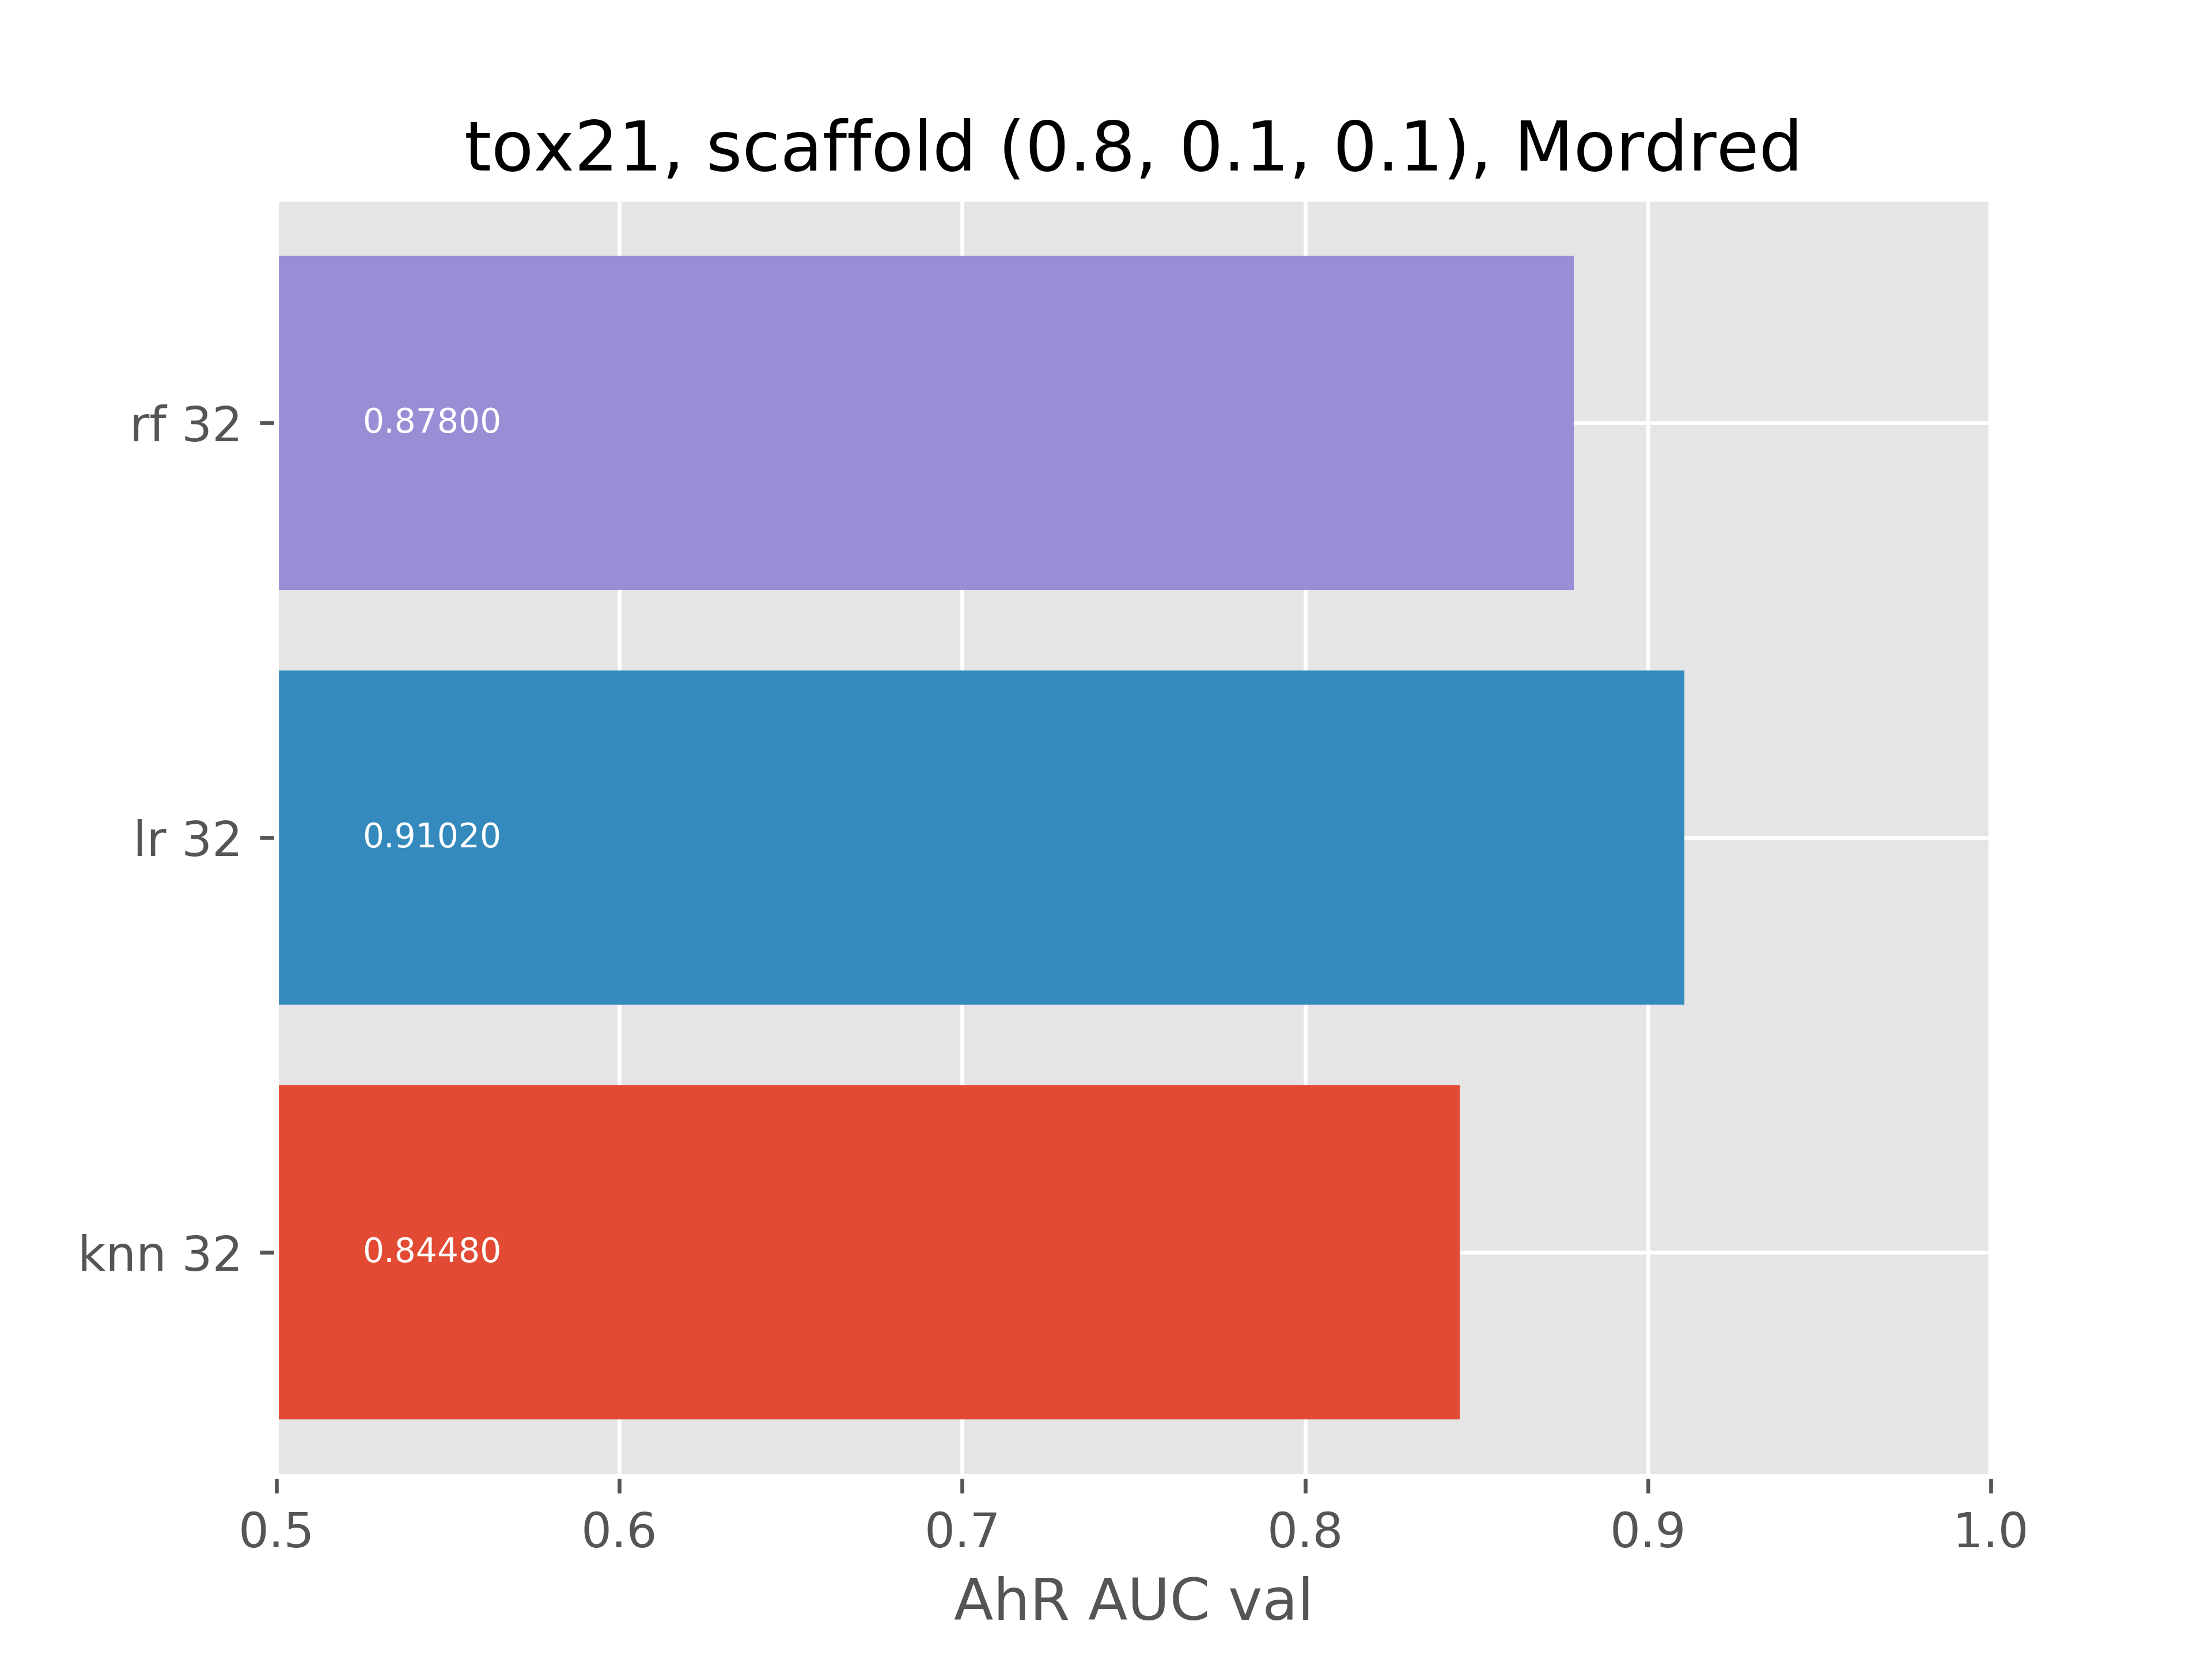 tox21, scaffold (0.8, 0.1, 0.1), Mordred
rf 32
0.87800
lr 32
0.91020
knn 32
0.84480
0.5 0.6 0.7 0.8 0.9 1.0
AhR AUC val